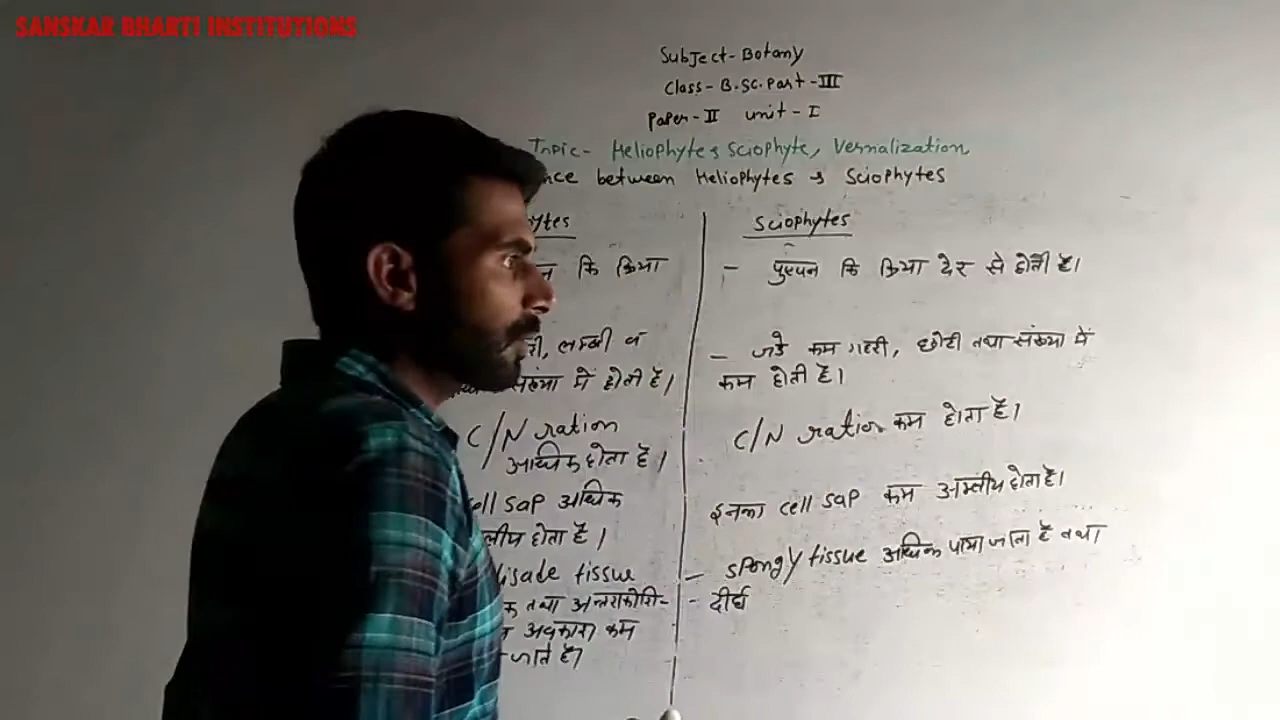 SANSKAR BHARTI INSTITUTIONS
Subject-Botany
Class-B.Sc.Part-III
Paper-II unit-I
Topic- Heliophyte & Sciophyte, Vernalization
nce between Heliophytes & Sciophytes
ytes
न कि क्रिया
री, लम्बी व
संख्या में होती है।
C/N ration
अधिक होता है।
ell sap अधिक
लीय होता है।
lisade tissue
क तथा अन्तराकोशि-
अवकाश कम
जाते है।
Sciophytes
- पुष्पन कि क्रिया देर से होती है।
- जडे कम गहरी, छोटी तथा संख्या में
कम होती है।
C/N ration कम होता है।
इनका cell sap कम अम्लीय होता है।
- spongy tissue अधिक पाया जाता है तथा
- दीर्घ